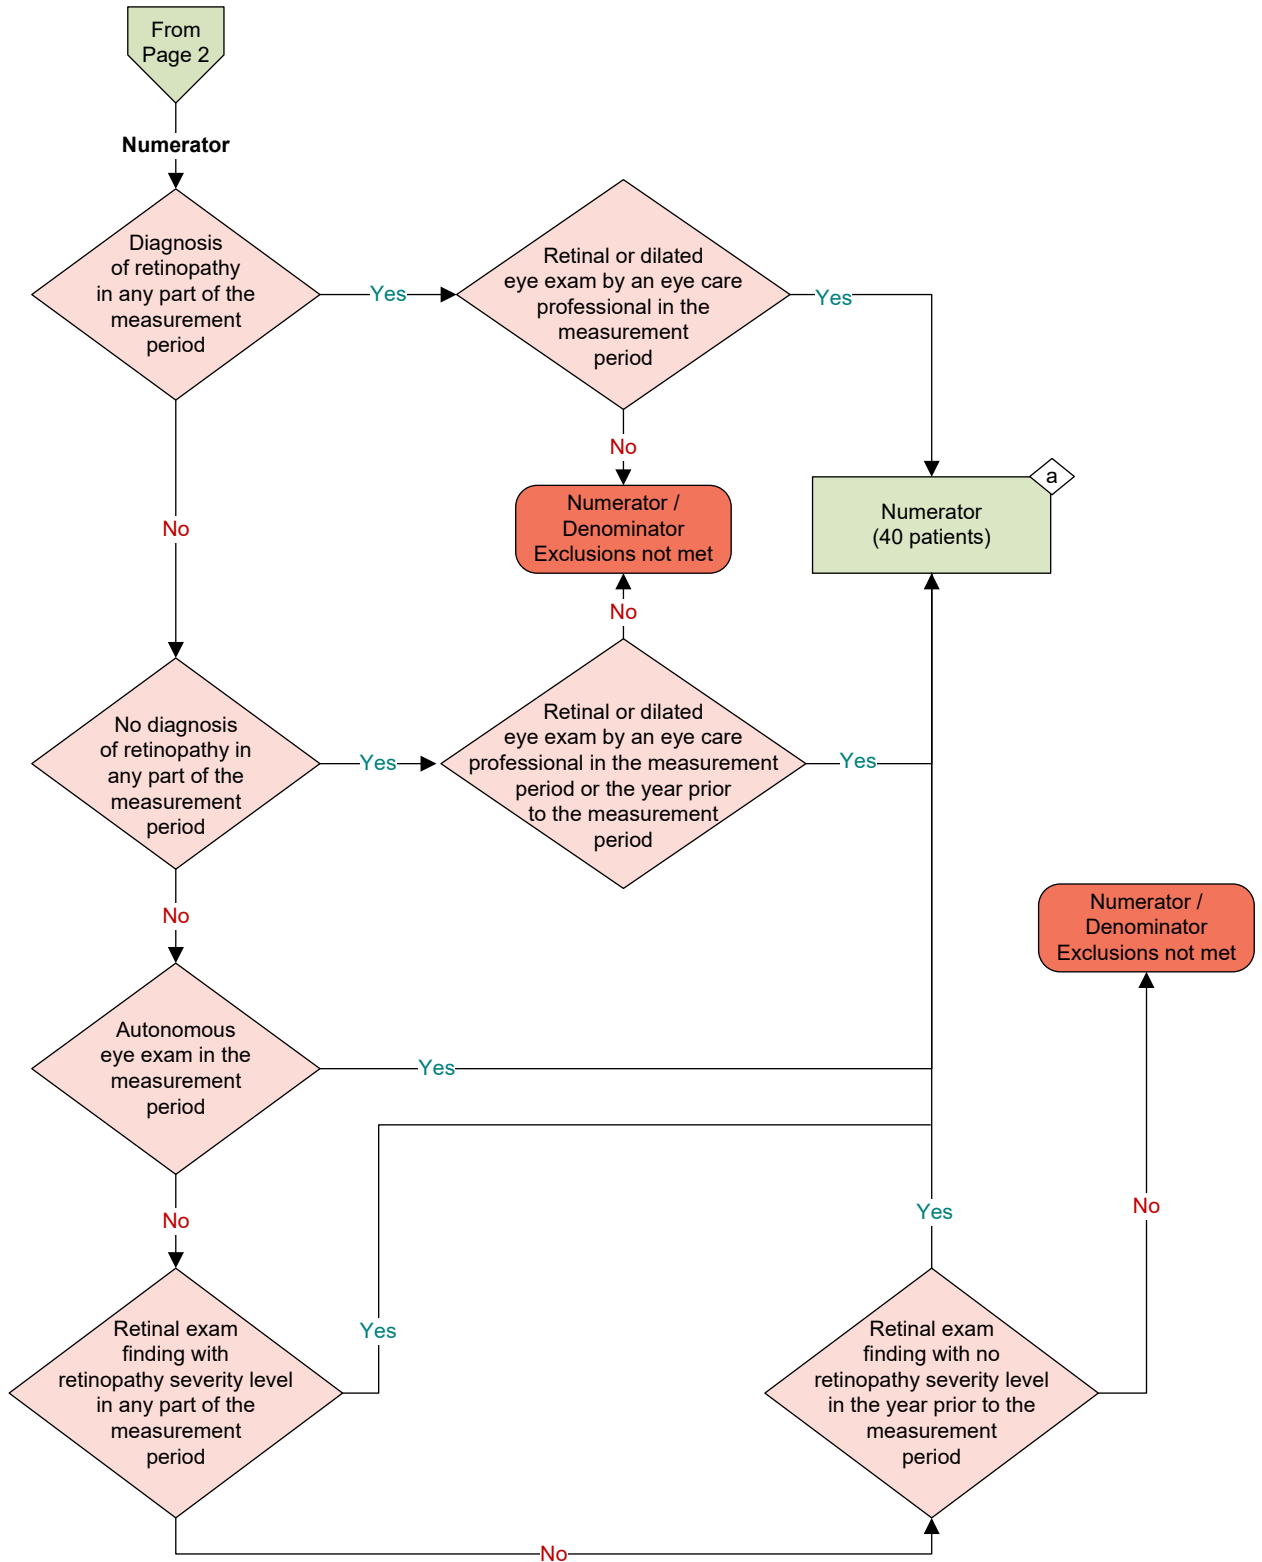 From
Page 2
Numerator
Diagnosis
of retinopathy
in any part of the
measurement
period
Yes
Retinal or dilated
eye exam by an eye care
professional in the
measurement
period
Yes
No
No
Numerator /
Denominator
Exclusions not met
a
Numerator
(40 patients)
No
No diagnosis
of retinopathy in
any part of the
measurement
period
Yes
Retinal or dilated
eye exam by an eye care
professional in the measurement
period or the year prior
to the measurement
period
Yes
No
Numerator /
Denominator
Exclusions not met
Autonomous
eye exam in the
measurement
period
Yes
No
Yes
No
Retinal exam
finding with
retinopathy severity level
in any part of the
measurement
period
Yes
Retinal exam
finding with no
retinopathy severity level
in the year prior to the
measurement
period
No